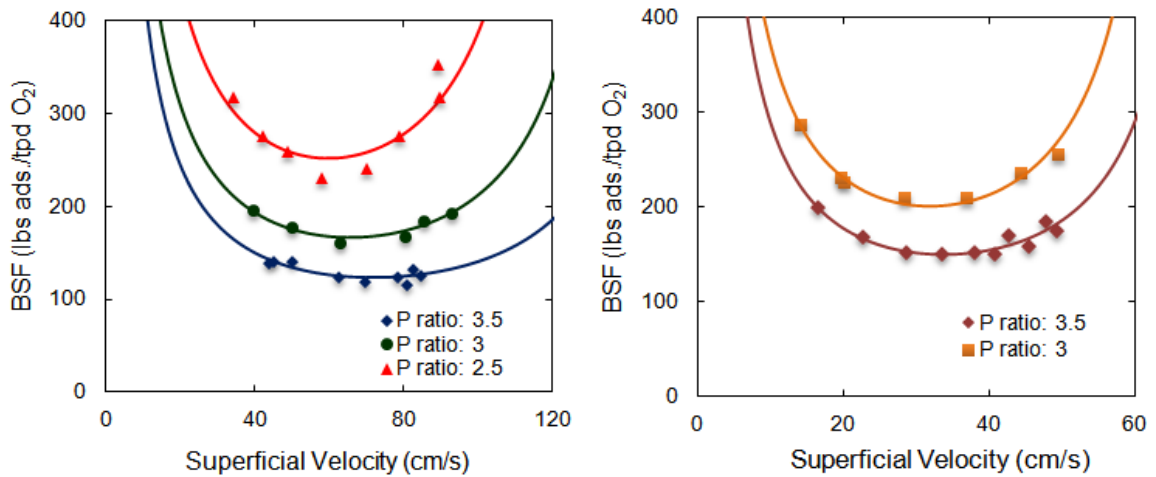 400
300
200
100
0
BSF (lbs ads./tpd O₂)
P ratio: 3.5
P ratio: 3
P ratio: 2.5
0
40
80
120
Superficial Velocity (cm/s)
400
300
200
100
0
BSF (lbs ads./tpd O₂)
P ratio: 3.5
P ratio: 3
0
20
40
60
Superficial Velocity (cm/s)